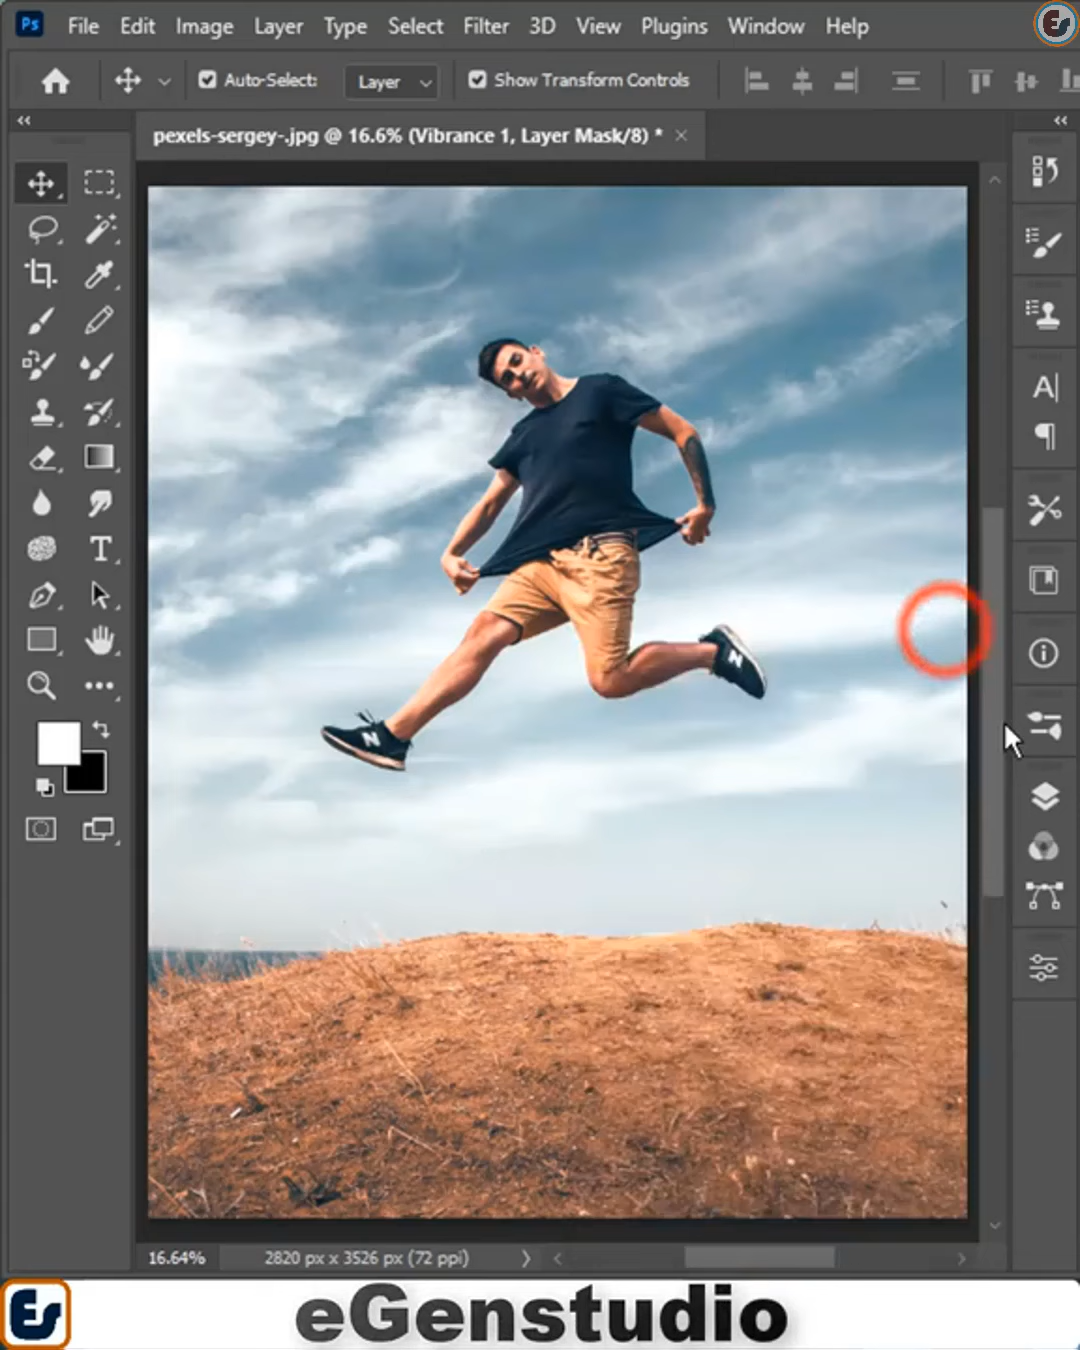 Ps File Edit Image Layer Type Select Filter 3D View Plugins Window Help
Auto-Select: Layer Show Transform Controls
pexels-sergey-.jpg @ 16.6% (Vibrance 1, Layer Mask/8) * ×
N
N
16.64% 2820 px x 3526 px (72 ppi)
eGenstudio